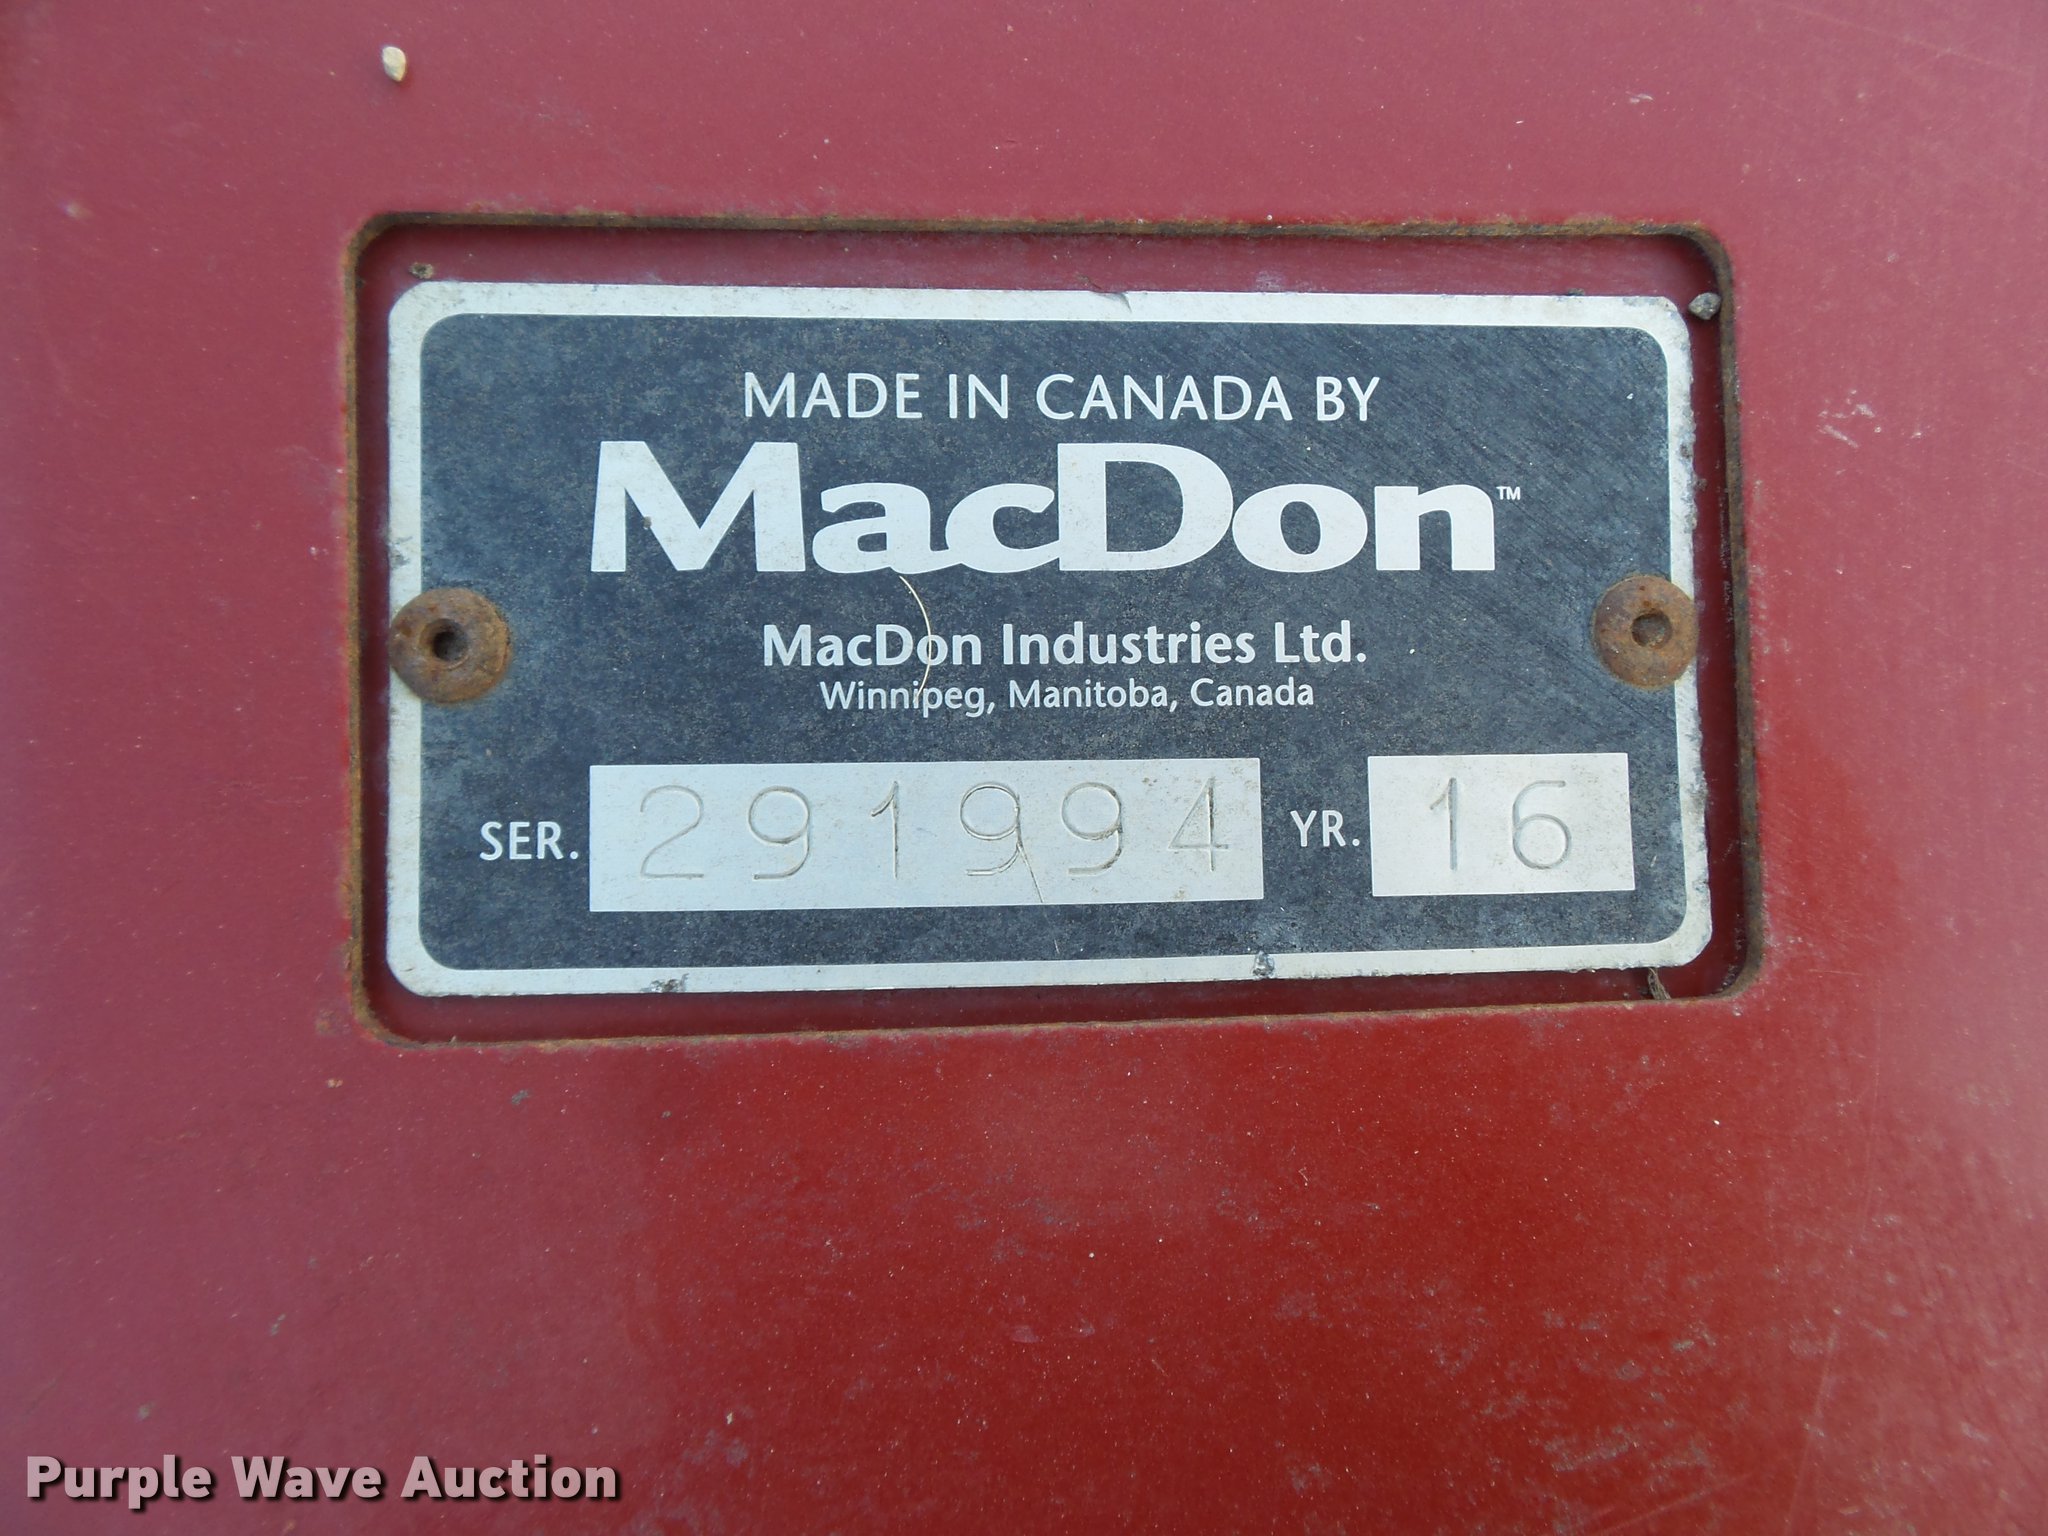 MADE IN CANADA BY
MacDon™
MacDon Industries Ltd.
Winnipeg, Manitoba, Canada
SER. 291994 YR. 16
Purple Wave Auction